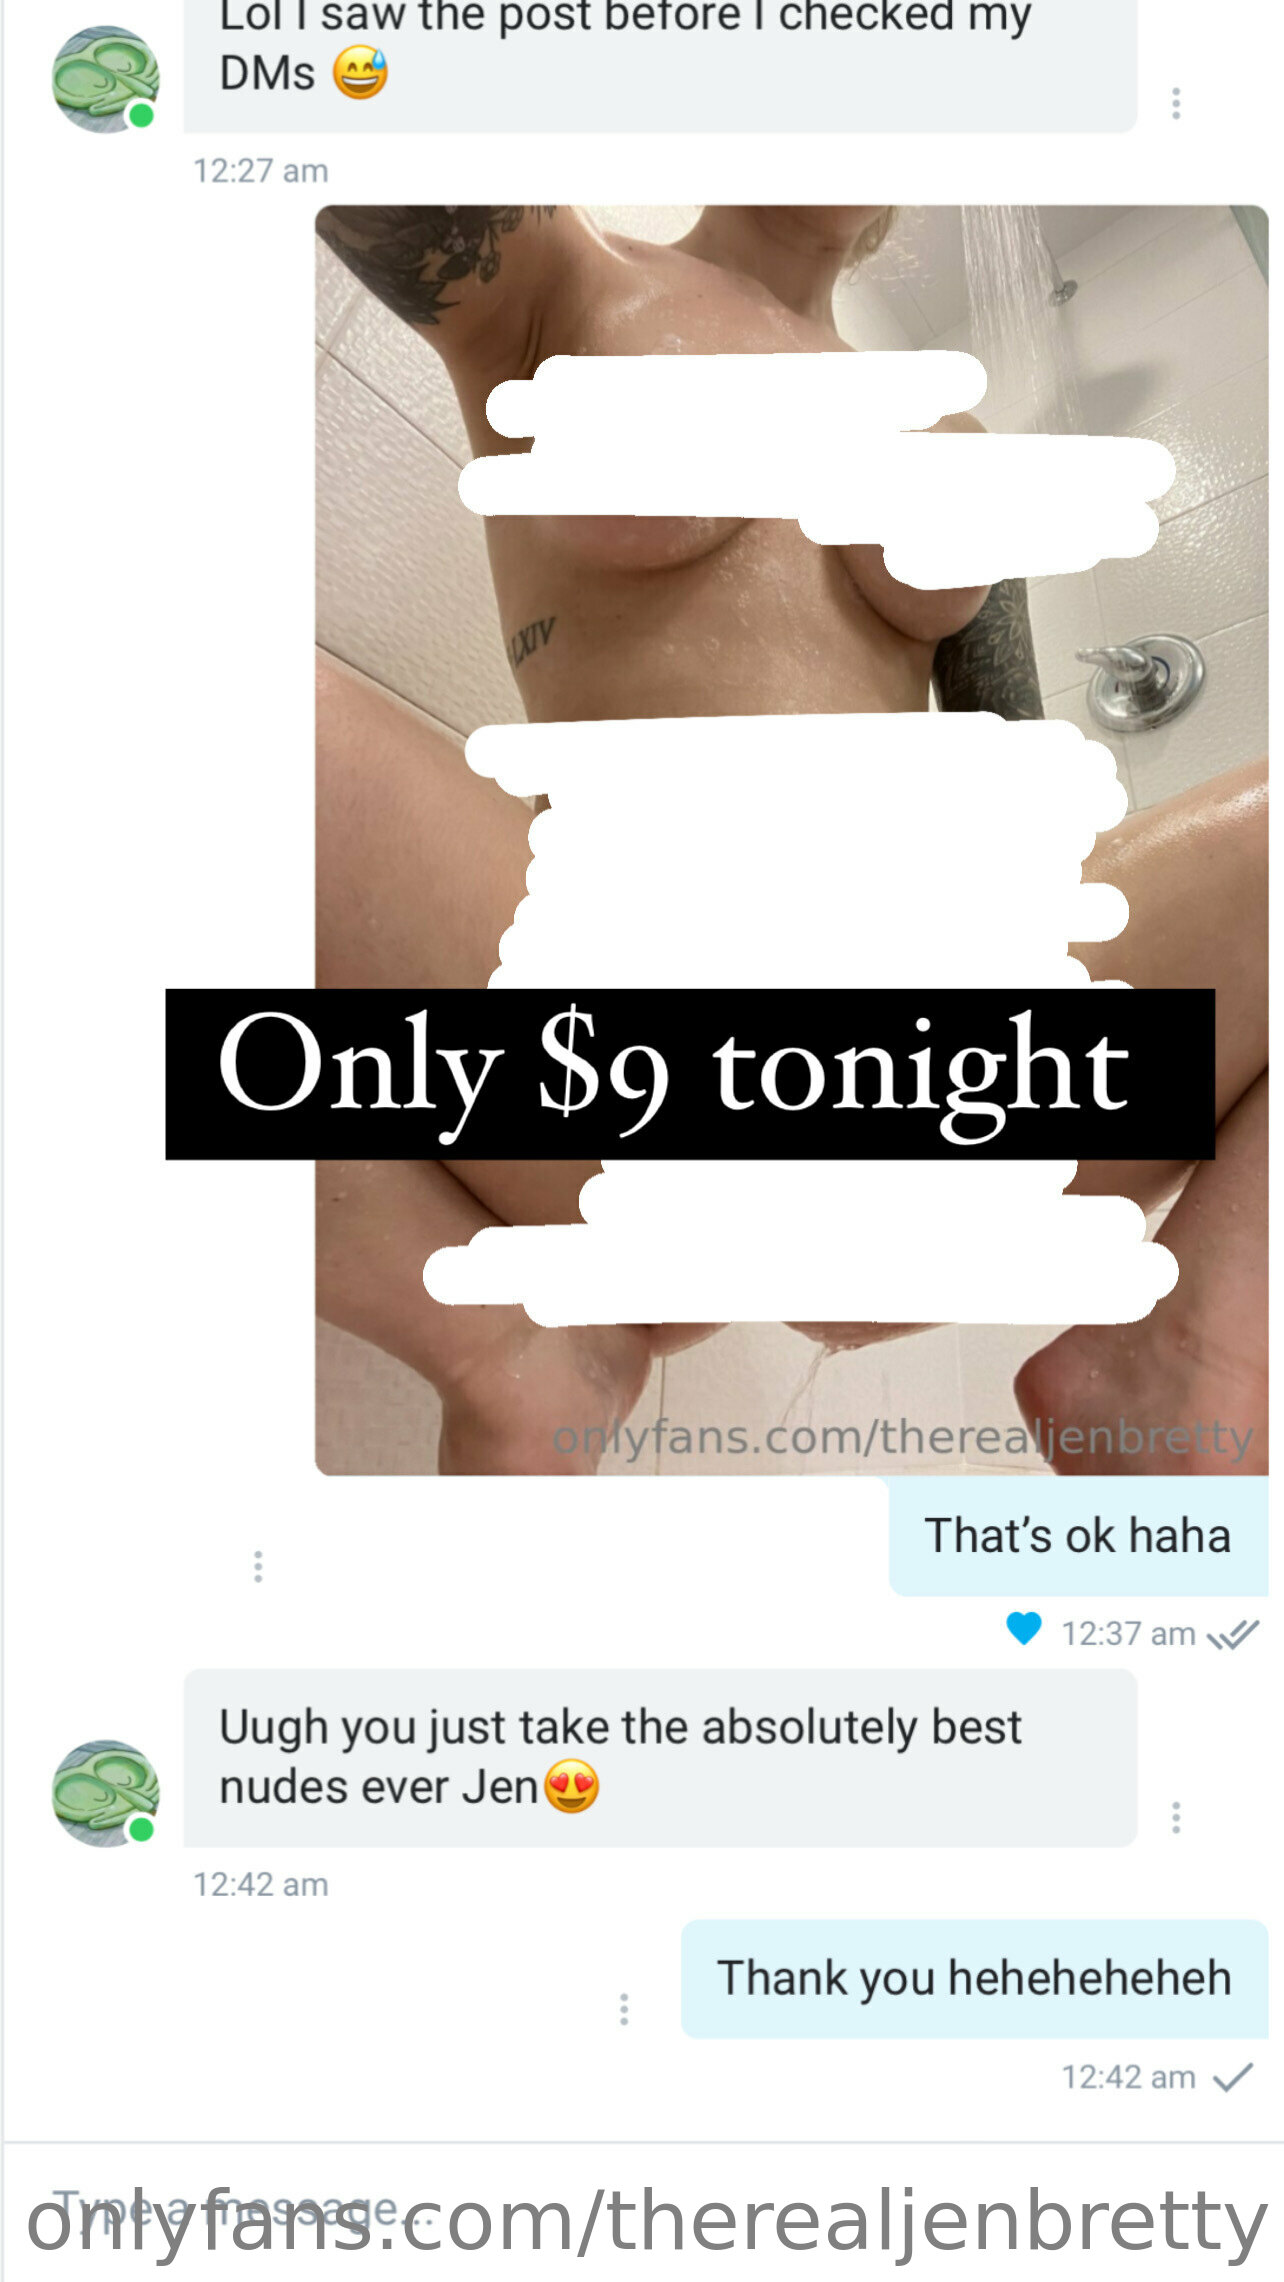 Lol I saw the post before I checked my
DMs 😅
12:27 am
LXIV
Only $9 tonight
onlyfans.com/therealjenbretty
That’s ok haha
12:37 am
Uugh you just take the absolutely best
nudes ever Jen😍
12:42 am
Thank you heheheheheh
12:42 am
Type a message...
onlyfans.com/therealjenbretty